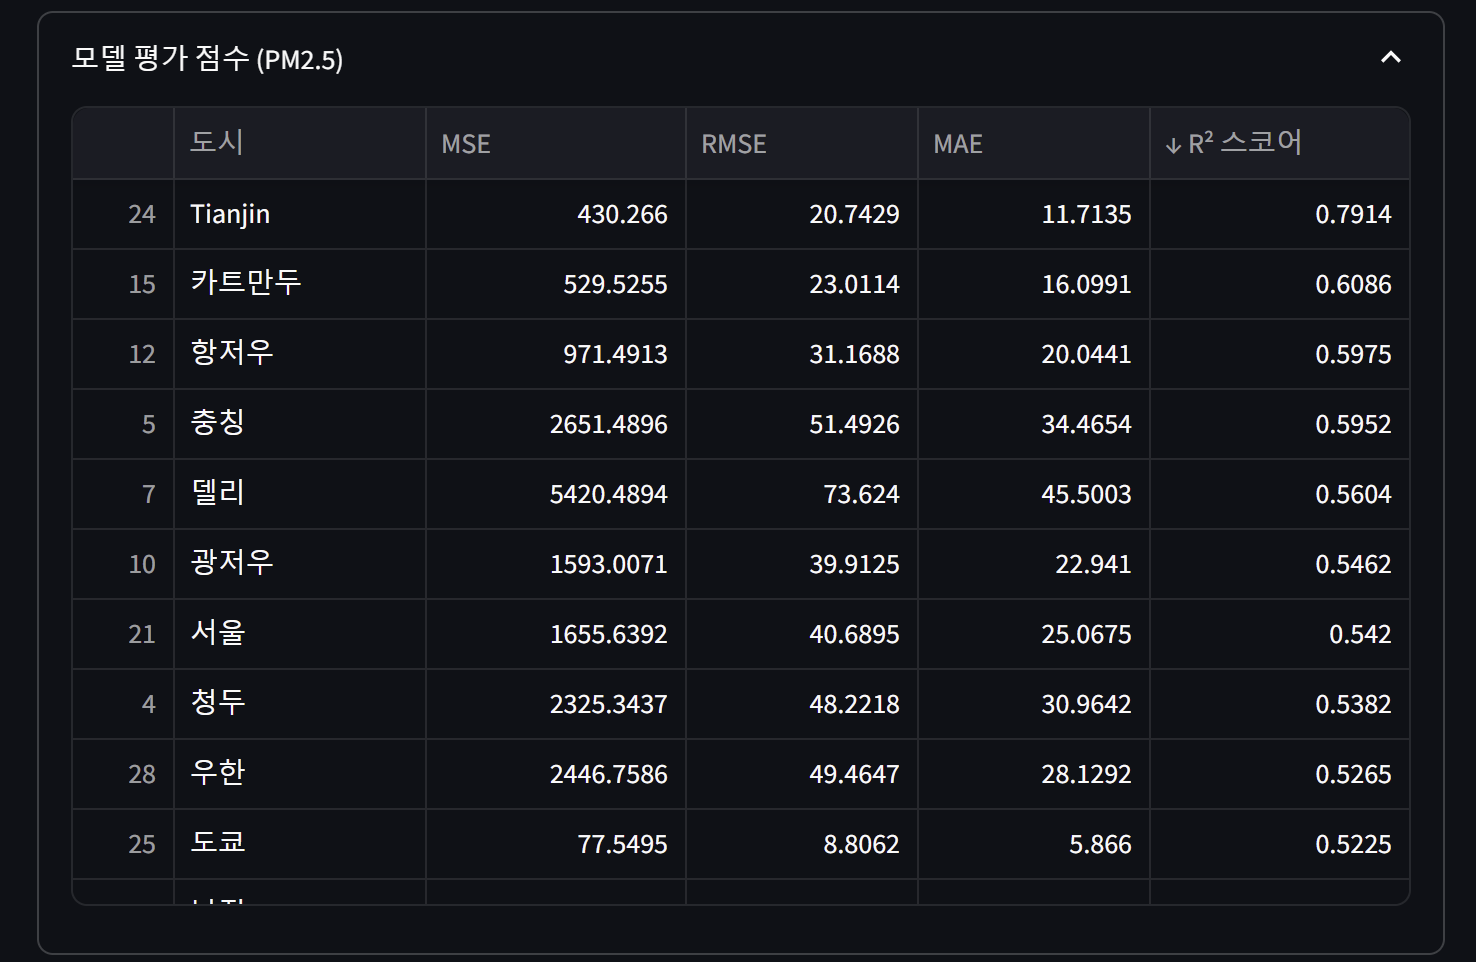 모델 평가 점수 (PM2.5)
도시 MSE RMSE MAE ↓ R² 스코어
24 Tianjin 430.266 20.7429 11.7135 0.7914
15 카트만두 529.5255 23.0114 16.0991 0.6086
12 항저우 971.4913 31.1688 20.0441 0.5975
5 충칭 2651.4896 51.4926 34.4654 0.5952
7 델리 5420.4894 73.624 45.5003 0.5604
10 광저우 1593.0071 39.9125 22.941 0.5462
21 서울 1655.6392 40.6895 25.0675 0.542
4 청두 2325.3437 48.2218 30.9642 0.5382
28 우한 2446.7586 49.4647 28.1292 0.5265
25 도쿄 77.5495 8.8062 5.866 0.5225